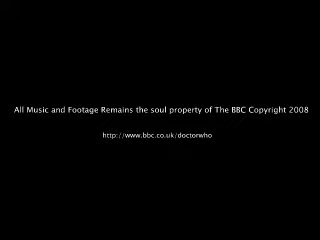 All Music and Footage Remains the soul property of The BBC Copyright 2008
http://www.bbc.co.uk/doctorwho